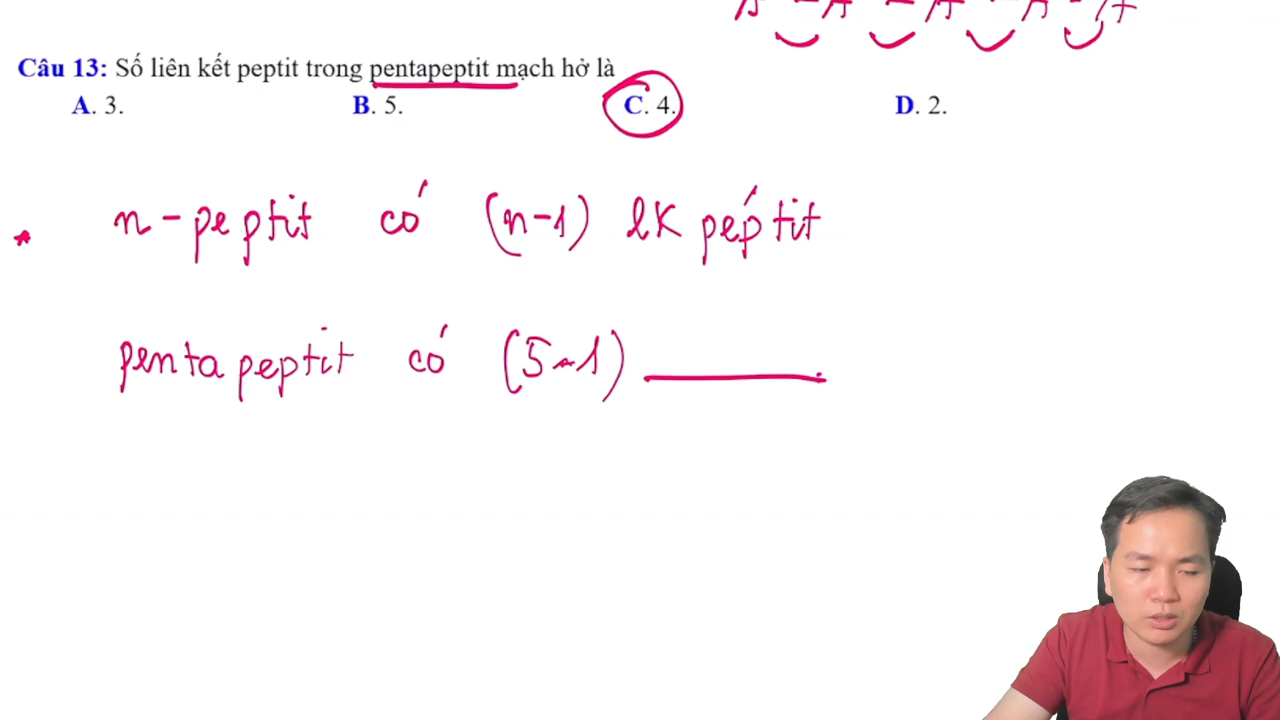 A - A - A - A - A
Câu 13: Số liên kết peptit trong pentapeptit mạch hở là
A. 3. B. 5. C. 4. D. 2.
n-peptit có (n-1) lk peptit
pentapeptit có (5-1)